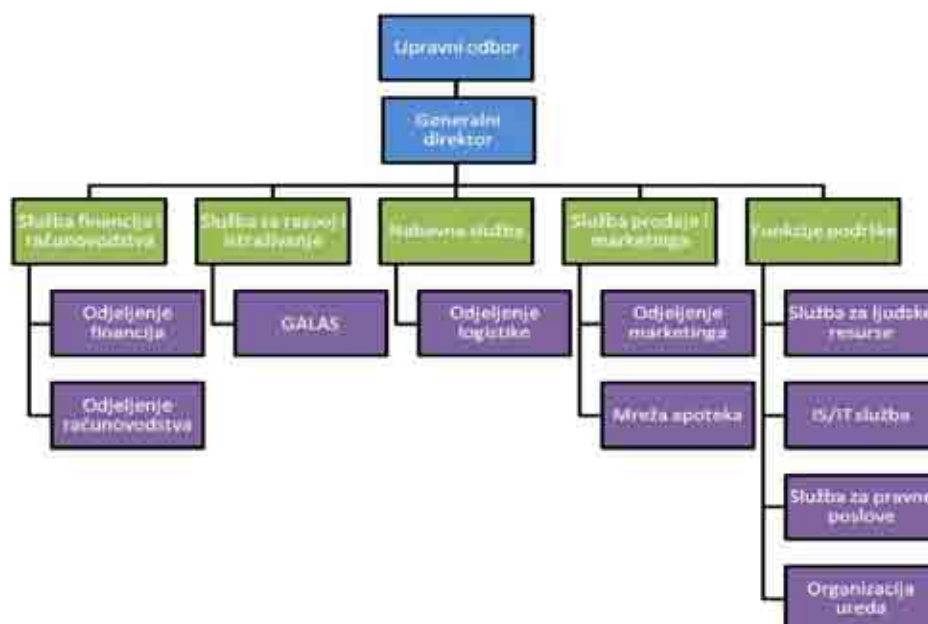 Upravni odbor
Generalni
direktor
Služba financija i
računovodstva
Služba za razvoj i
istraživanje
Nabavna služba
Služba prodaje i
marketinga
Funkcije podrške
Odjeljenje
financija
GALAS
Odjeljenje
logistike
Odjeljenje
marketinga
Služba za ljudske
resurse
Odjeljenje
računovodstva
Mreža apoteka
IS/IT služba
Služba za pravne
poslove
Organizacija
ureda